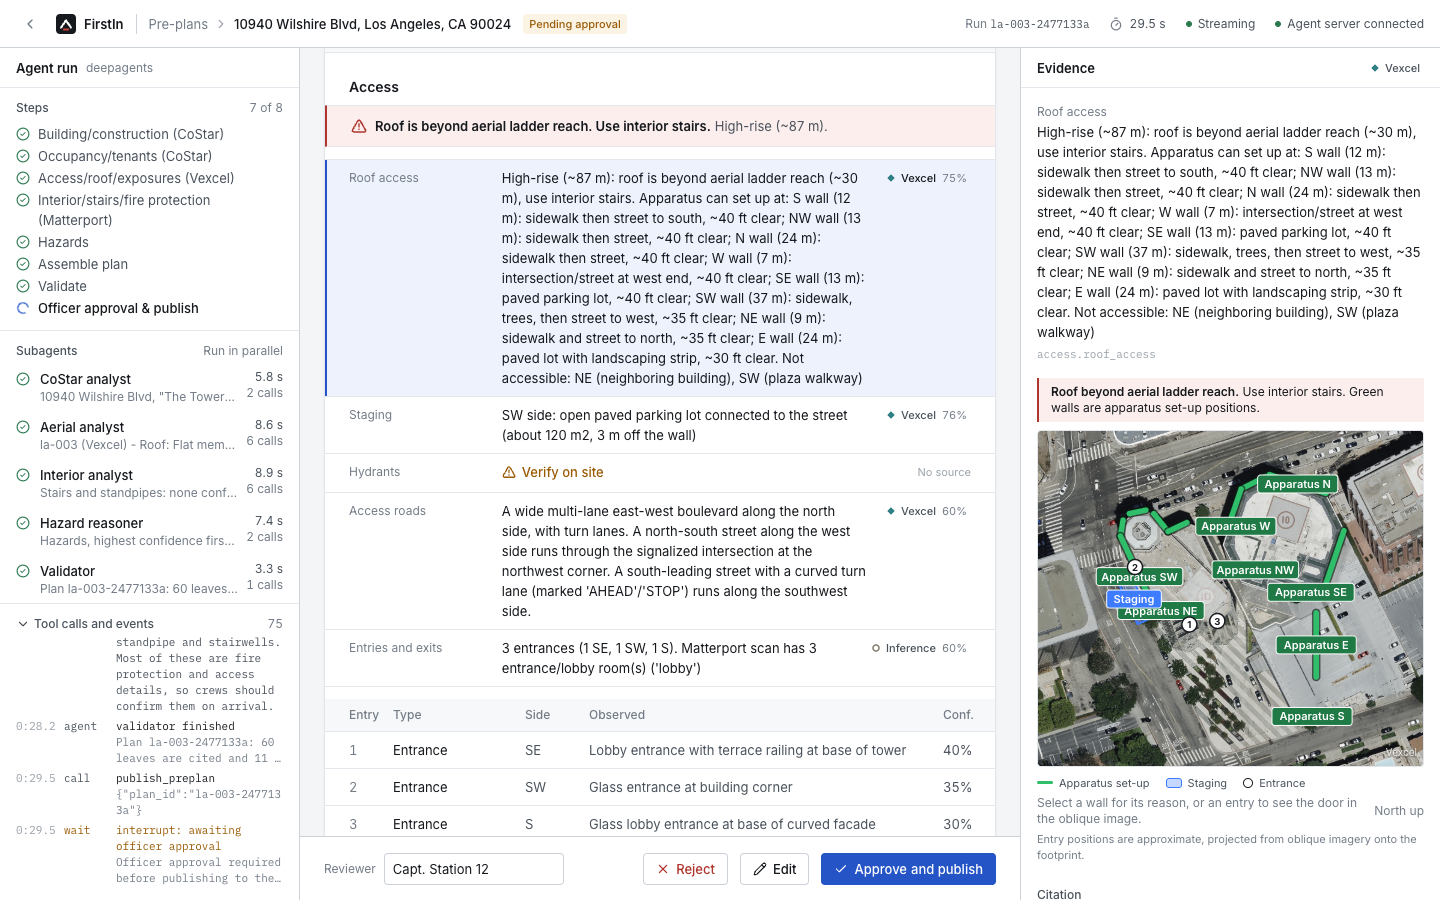 FirstIn
Pre-plans
10940 Wilshire Blvd, Los Angeles, CA 90024
Pending approval
Run la-003-2477133a
29.5 s
Streaming
Agent server connected
Agent run deepagents
Steps
7 of 8
Building/construction (CoStar)
Occupancy/tenants (CoStar)
Access/roof/exposures (Vexcel)
Interior/stairs/fire protection
(Matterport)
Hazards
Assemble plan
Validate
Officer approval & publish
Subagents
Run in parallel
CoStar analyst
5.8 s
10940 Wilshire Blvd, "The Tower...
2 calls
Aerial analyst
8.6 s
la-003 (Vexcel) - Roof: Flat mem...
6 calls
Interior analyst
8.9 s
Stairs and standpipes: none conf...
6 calls
Hazard reasoner
7.4 s
Hazards, highest confidence firs...
2 calls
Validator
3.3 s
Plan la-003-2477133a: 60 leaves...
1 calls
Tool calls and events
75
standpipe and stairwells.
Most of these are fire
protection and access
details, so crews should
confirm them on arrival.
0:28.2 agent validator finished
Plan la-003-2477133a: 60
leaves are cited and 11 …
0:29.5 call publish_preplan
{"plan_id":"la-003-247713
3a"}
0:29.5 wait interrupt: awaiting
officer approval
Officer approval required
before publishing to the…
Access
Roof is beyond aerial ladder reach. Use interior stairs. High-rise (~87 m).
Roof access
High-rise (~87 m): roof is beyond aerial ladder reach (~30
m), use interior stairs. Apparatus can set up at: S wall (12
m): sidewalk then street to south, ~40 ft clear; NW wall (13
m): sidewalk then street, ~40 ft clear; N wall (24 m):
sidewalk then street, ~40 ft clear; W wall (7 m):
intersection/street at west end, ~40 ft clear; SE wall (13 m):
paved parking lot, ~40 ft clear; SW wall (37 m): sidewalk,
trees, then street to west, ~35 ft clear; NE wall (9 m):
sidewalk and street to north, ~35 ft clear; E wall (24 m):
paved lot with landscaping strip, ~30 ft clear. Not
accessible: NE (neighboring building), SW (plaza walkway)
Vexcel 75%
Staging
SW side: open paved parking lot connected to the street
(about 120 m2, 3 m off the wall)
Vexcel 76%
Hydrants
Verify on site
No source
Access roads
A wide multi-lane east-west boulevard along the north
side, with turn lanes. A north-south street along the west
side runs through the signalized intersection at the
northwest corner. A south-leading street with a curved turn
lane (marked 'AHEAD'/'STOP') runs along the southwest
side.
Vexcel 60%
Entries and exits
3 entrances (1 SE, 1 SW, 1 S). Matterport scan has 3
entrance/lobby room(s) ('lobby')
Inference 60%
Entry Type Side Observed Conf.
1 Entrance SE Lobby entrance with terrace railing at base of tower 40%
2 Entrance SW Glass entrance at building corner 35%
3 Entrance S Glass lobby entrance at base of curved facade 30%
Reviewer
Capt. Station 12
Reject
Edit
Approve and publish
Evidence
Vexcel
Roof access
High-rise (~87 m): roof is beyond aerial ladder reach (~30 m),
use interior stairs. Apparatus can set up at: S wall (12 m):
sidewalk then street to south, ~40 ft clear; NW wall (13 m):
sidewalk then street, ~40 ft clear; N wall (24 m): sidewalk then
street, ~40 ft clear; W wall (7 m): intersection/street at west
end, ~40 ft clear; SE wall (13 m): paved parking lot, ~40 ft
clear; SW wall (37 m): sidewalk, trees, then street to west, ~35
ft clear; NE wall (9 m): sidewalk and street to north, ~35 ft
clear; E wall (24 m): paved lot with landscaping strip, ~30 ft
clear. Not accessible: NE (neighboring building), SW (plaza
walkway)
access.roof_access
Roof beyond aerial ladder reach. Use interior stairs. Green
walls are apparatus set-up positions.
Apparatus N
Apparatus W
Apparatus NW
2
Apparatus SW
Apparatus SE
Staging
Apparatus NE
1
3
Apparatus E
Apparatus S
Vexcel
Apparatus set-up
Staging
Entrance
Select a wall for its reason, or an entry to see the door in
the oblique image.
North up
Entry positions are approximate, projected from oblique imagery onto the
footprint.
Citation